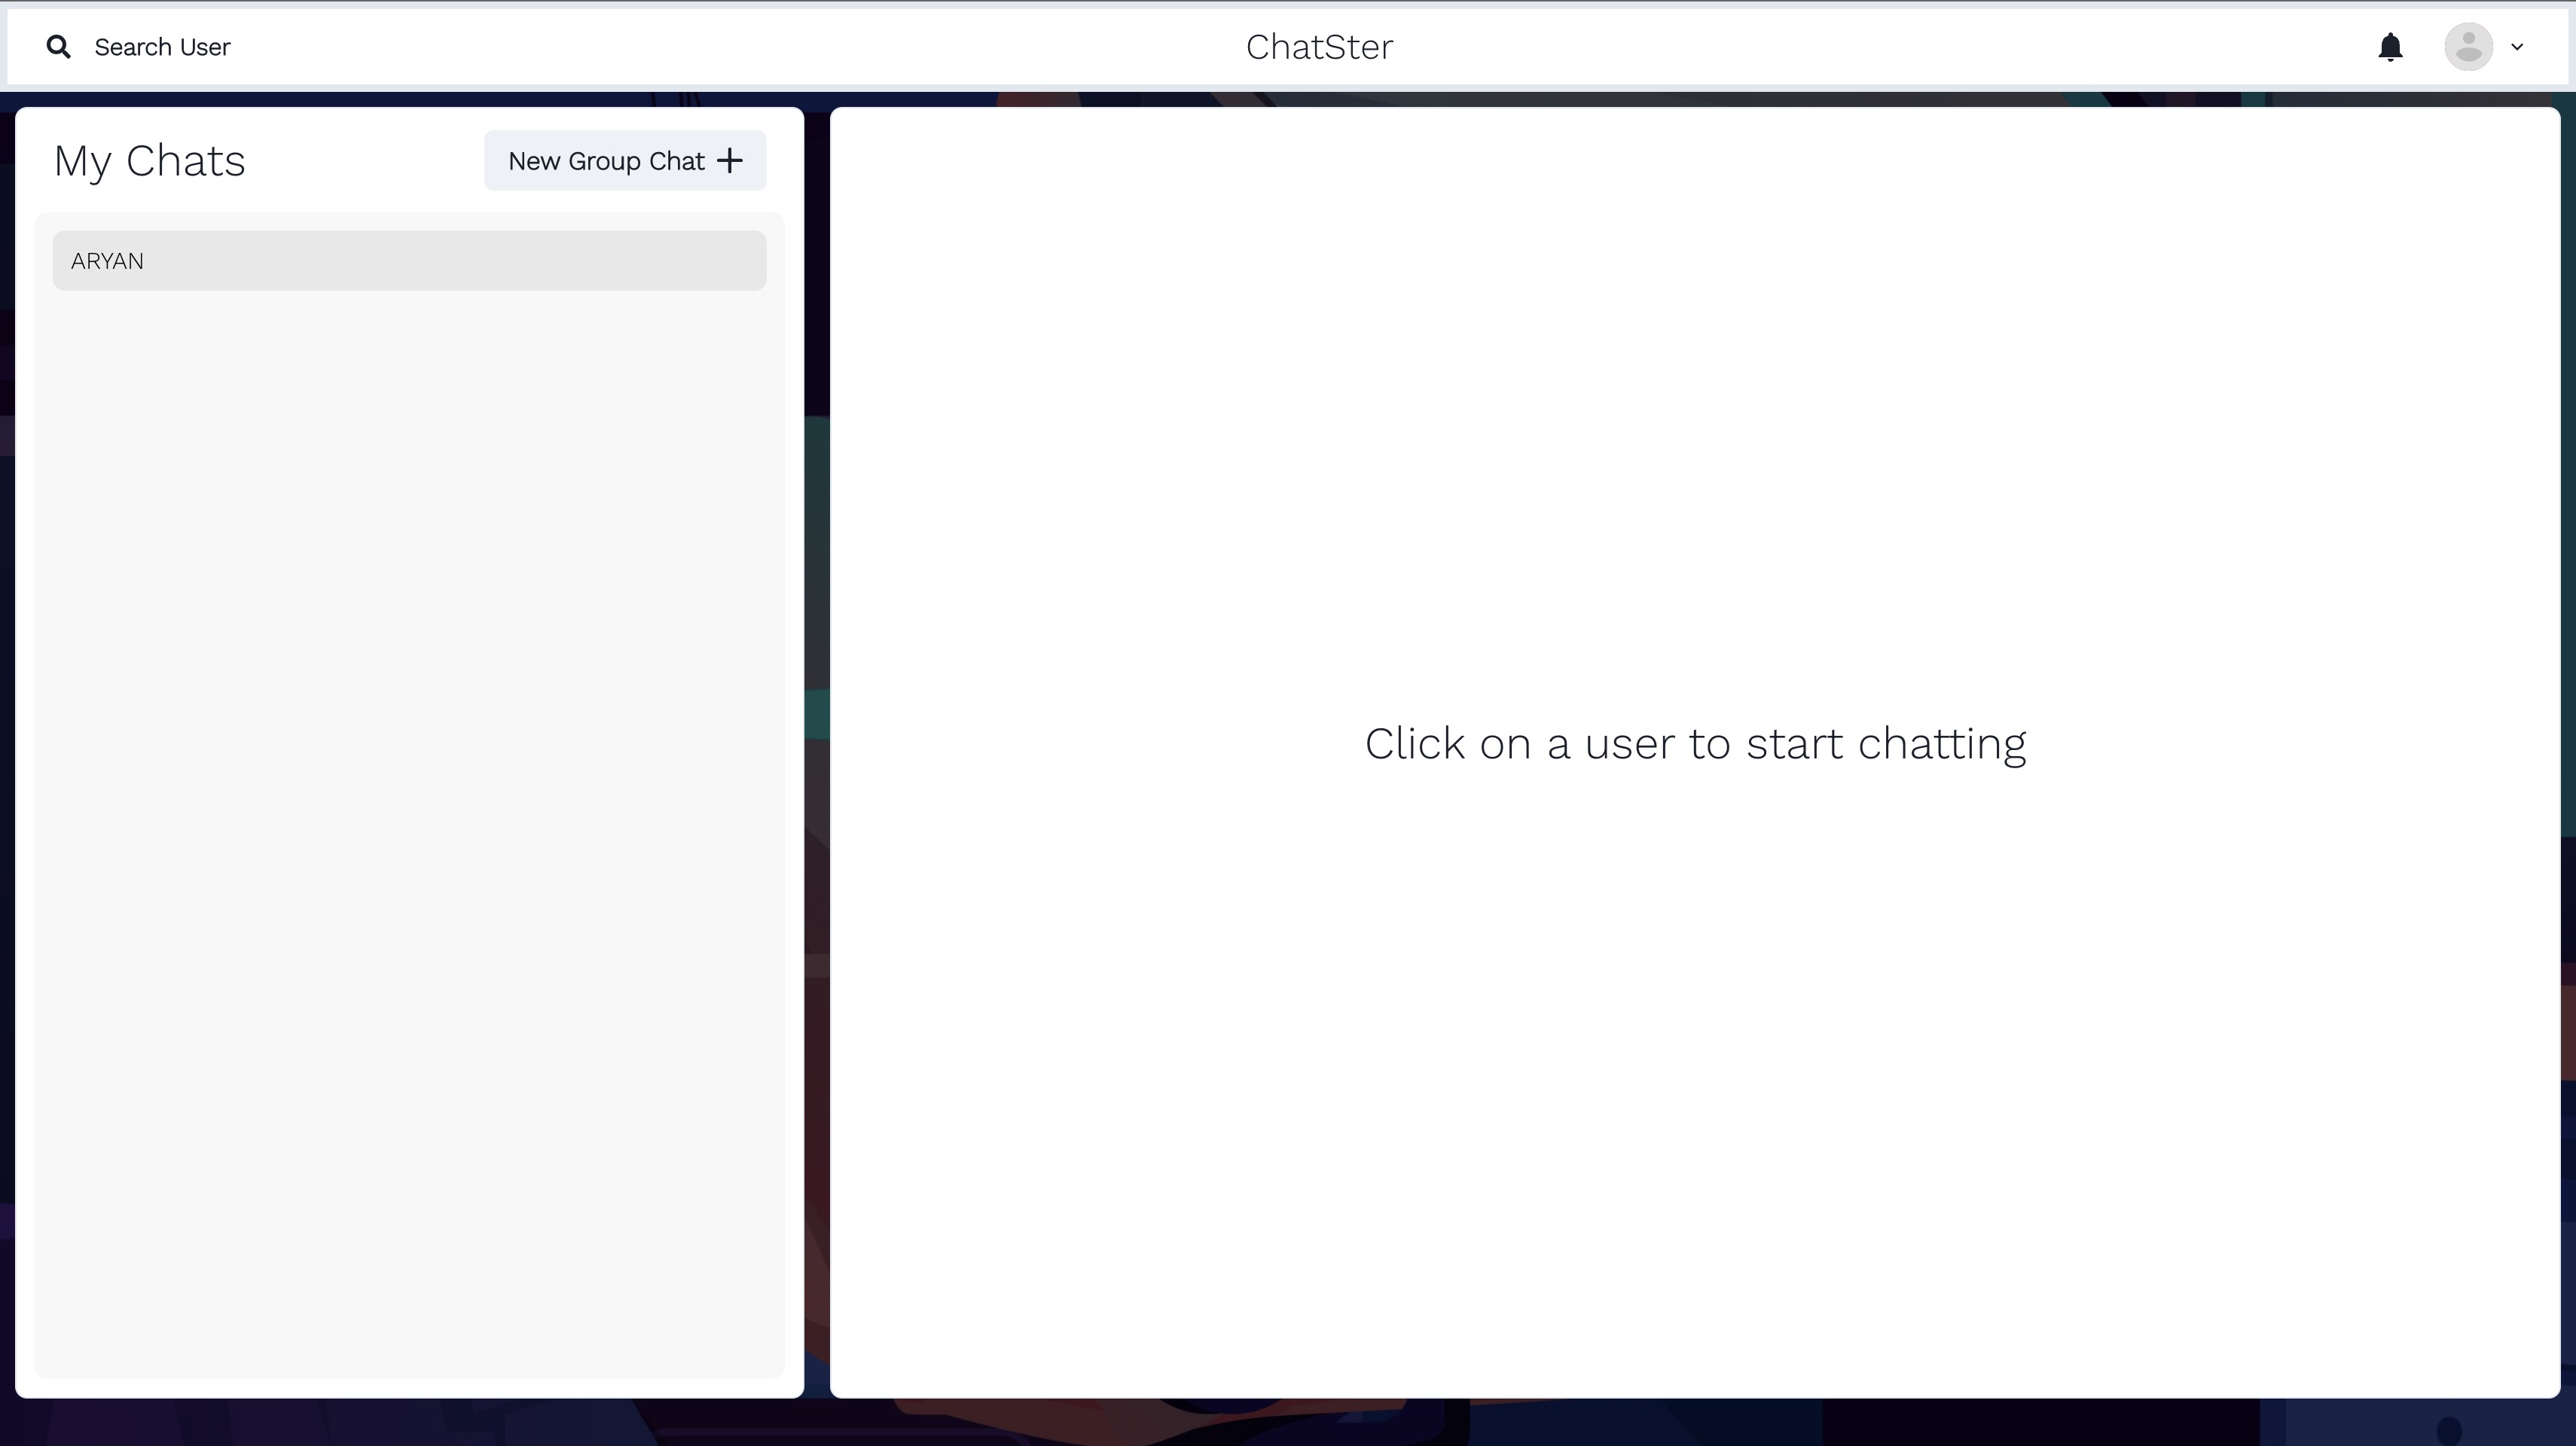 Search User
ChatSter
My Chats
New Group Chat
ARYAN
Click on a user to start chatting